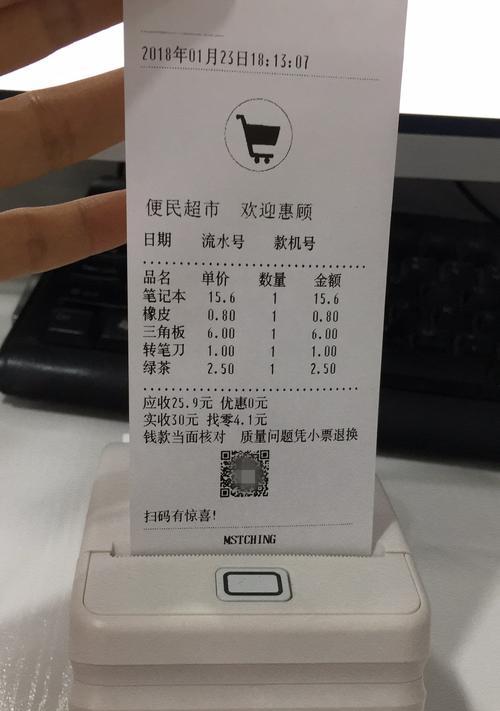 2018年01月23日18:13:07
便民超市 欢迎惠顾
日期 流水号 款机号
品名 单价 数量 金额
笔记本 15.6 1 15.6
橡皮 0.80 1 0.80
三角板 6.00 1 6.00
转笔刀 1.00 1 1.00
绿茶 2.50 1 2.50
应收25.9元 优惠0元
实收30元 找零4.1元
钱款当面核对 质量问题凭小票退换
扫码有惊喜!
MSTCHING